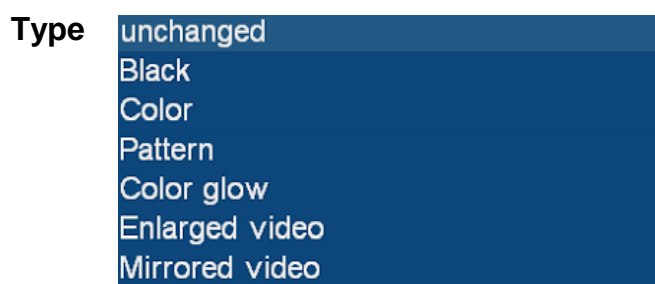 Type unchanged
Black
Color
Pattern
Color glow
Enlarged video
Mirrored video